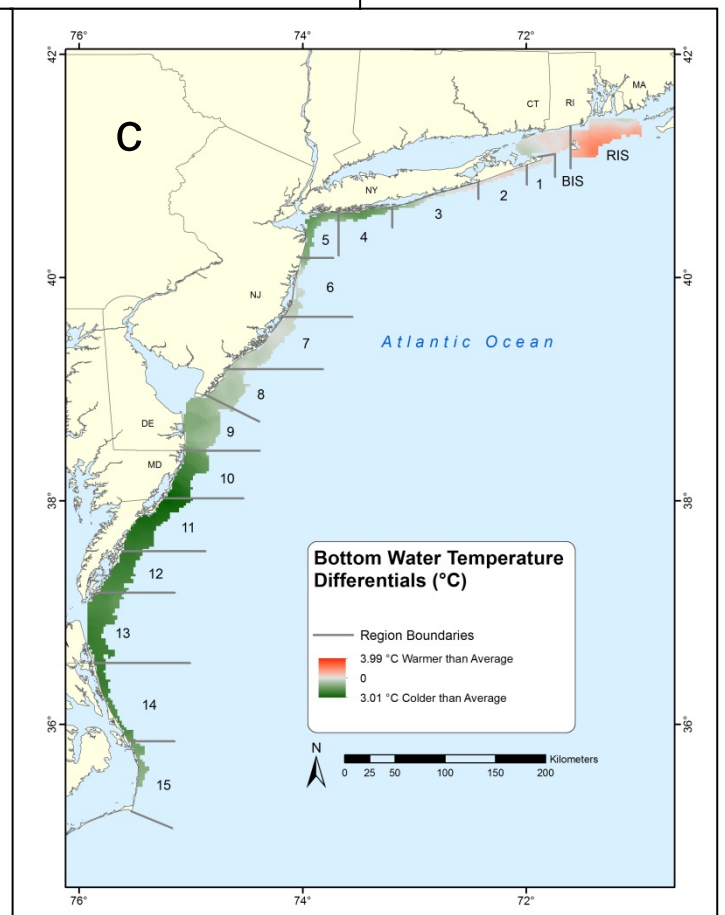 76° 74° 72°
42° 42°
C
MA
CT RI
RIS
BIS
1
2
NY
3
4
5
40° 40°
6
NJ
Atlantic Ocean
7
8
DE
9
MD
10
38° 38°
11
Bottom Water Temperature
Differentials (°C)
12
Region Boundaries
13
3.99 °C Warmer than Average
0
3.01 °C Colder than Average
14
36° 36°
N
Kilometers
0 25 50 100 150 200
15
76° 74° 72°